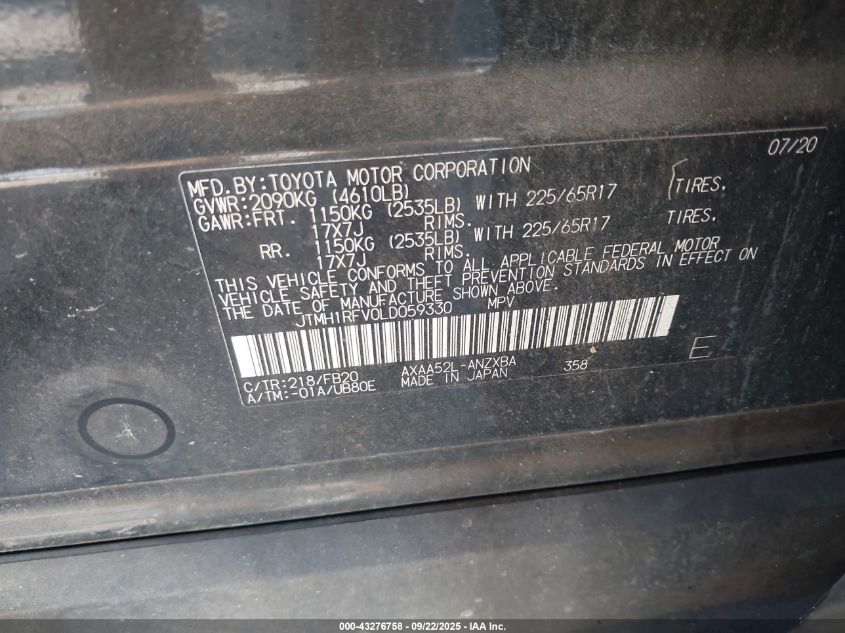 07/20
MFD.BY:TOYOTA MOTOR CORPORATION
GVWR:2090KG (4610LB)
GAWR:FRT. 1150KG (2535LB) WITH 225/65R17 TIRES.
17X7J RIMS.
RR. 1150KG (2535LB) WITH 225/65R17 TIRES.
17X7J RIMS.
THIS VEHICLE CONFORMS TO ALL APPLICABLE FEDERAL MOTOR
VEHICLE SAFETY AND THEFT PREVENTION STANDARDS IN EFFECT ON
THE DATE OF MANUFACTURE SHOWN ABOVE.
JTMH1RFV0LD059330 MPV
C/TR:218/FB20 AXAA52L-ANZXBA 358 E
A/TM:-01A/UB80E MADE IN JAPAN
000-43276758 - 09/22/2025 - IAA Inc.